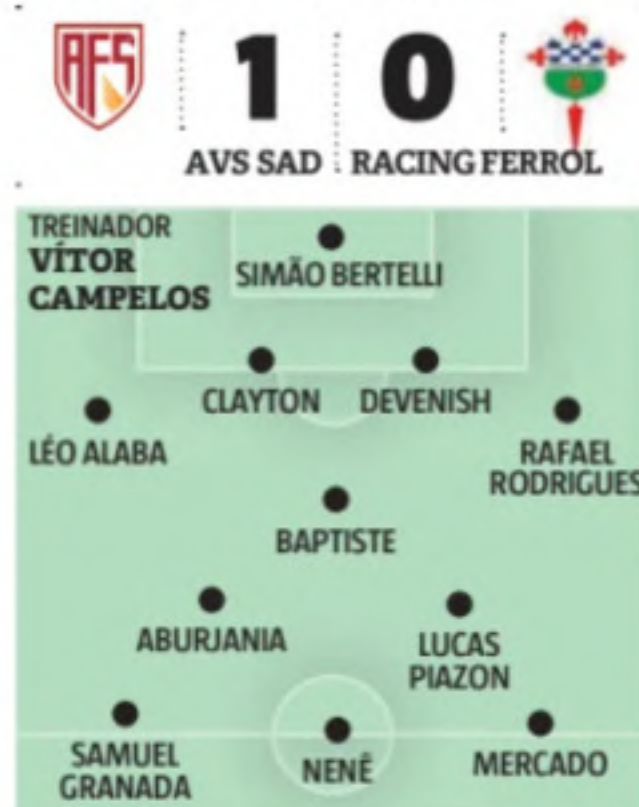 AFS
1 0
AVS SAD RACING FERROL
TREINADOR
VÍTOR
CAMPELOS
SIMÃO BERTELLI
CLAYTON DEVENISH
LÉO ALABA
RAFAEL
RODRIGUES
BAPTISTE
ABURJANIA
LUCAS
PIAZON
SAMUEL
GRANADA
NENÊ
MERCADO